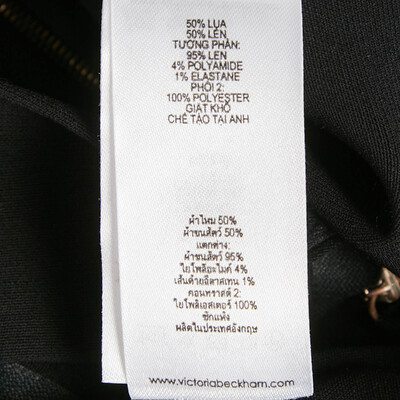 50% LỤA
50% LEN
TƯƠNG PHẢN:
95% LEN
4% POLYAMIDE
1% ELASTANE
PHỐI 2:
100% POLYESTER
GIẶT KHÔ
CHẾ TẠO TẠI ANH
ผ้าไหม 50%
ผ้าขนสัตว์ 50%
แตกต่าง:
ผ้าขนสัตว์ 95%
ใยโพลีอะไมด์ 4%
เส้นด้ายอีลาสเทน 1%
คอนทราสต์ 2:
ใยโพลีเอสเตอร์ 100%
ซักแห้ง
ผลิตในประเทศอังกฤษ
www.victoriabeckham.com